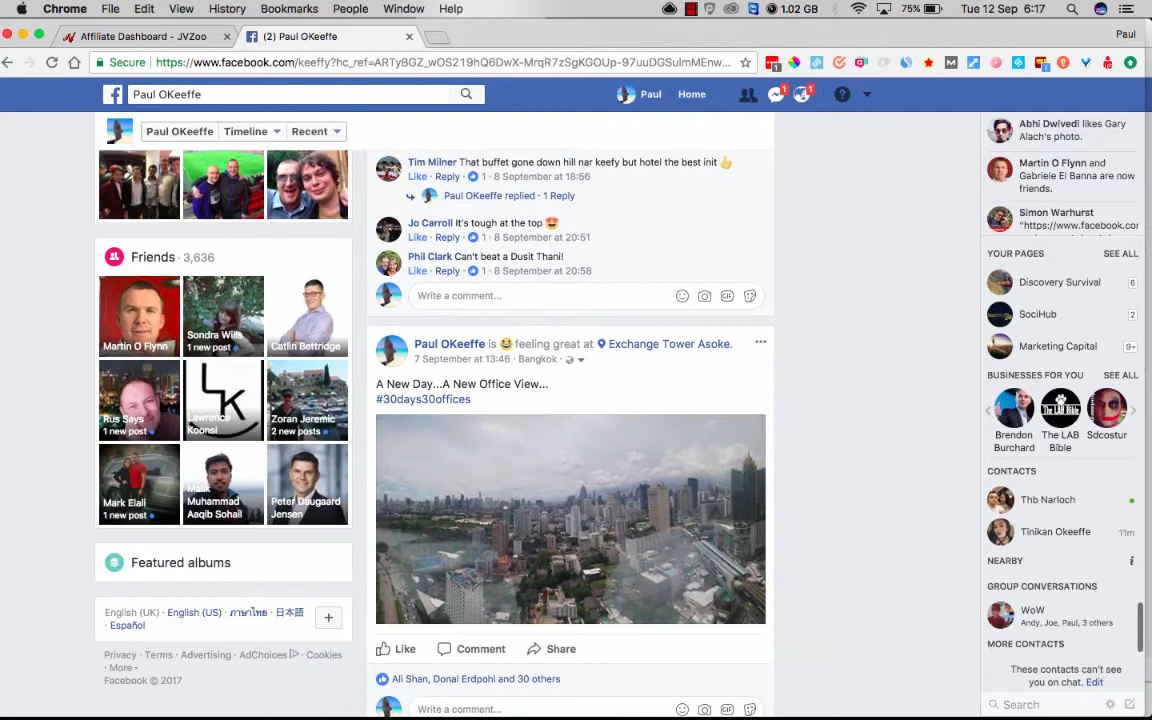 Chrome File Edit View History Bookmarks People Window Help 1.02 GB 75% Tue 12 Sep 6:17
Affiliate Dashboard - JVZoo (2) Paul OKeeffe Paul
Secure https://www.facebook.com/keeffy?hc_ref=ARTyBGZ_wOS219hQ6DwX-MrqR7zSgKGOUp-97uuDGSulmMEnw...
Paul OKeeffe Paul Home 1 1
Paul OKeeffe Timeline Recent
Tim Milner That buffet gone down hill nar keefy but hotel the best init
Like · Reply · 1 · 8 September at 18:56
Paul OKeeffe replied · 1 Reply
Jo Carroll It's tough at the top
Like · Reply · 1 · 8 September at 20:51
Phil Clark Can't beat a Dusit Thani!
Like · Reply · 1 · 8 September at 20:58
Write a comment...
Friends · 3,636
Martin O Flynn
Sondra Wills
1 new post
Catlin Bettridge
Rus Says
1 new post
Lawrence
Koonsi
Zoran Jeremic
2 new posts
Mark Elali
1 new post
Malik
Muhammad
Aaqib Sohail
Peter Daugaard
Jensen
Featured albums
English (UK) · English (US) · ภาษาไทย · 日本語
· Español
Privacy · Terms · Advertising · AdChoices · Cookies
· More
Facebook © 2017
Paul OKeeffe is feeling great at Exchange Tower Asoke.
7 September at 13:46 · Bangkok ·
A New Day...A New Office View...
#30days30offices
Like Comment Share
Ali Shan, Donal Erdpohl and 30 others
Write a comment...
Abhi Dwivedi likes Gary
Alach's photo.
Martin O Flynn and
Gabriele El Banna are now
friends.
Simon Warhurst
"https://www.facebook.com
YOUR PAGES SEE ALL
Discovery Survival 6
SociHub 2
Marketing Capital 9+
BUSINESSES FOR YOU SEE ALL
THE LAB BIBLE
Brendon
Burchard
The LAB
Bible
Sdcostur
CONTACTS
Thb Narloch
Tinikan Okeeffe 11m
NEARBY
GROUP CONVERSATIONS
WoW
Andy, Joe, Paul, 3 others
MORE CONTACTS
These contacts can't see
you on chat. Edit
Search